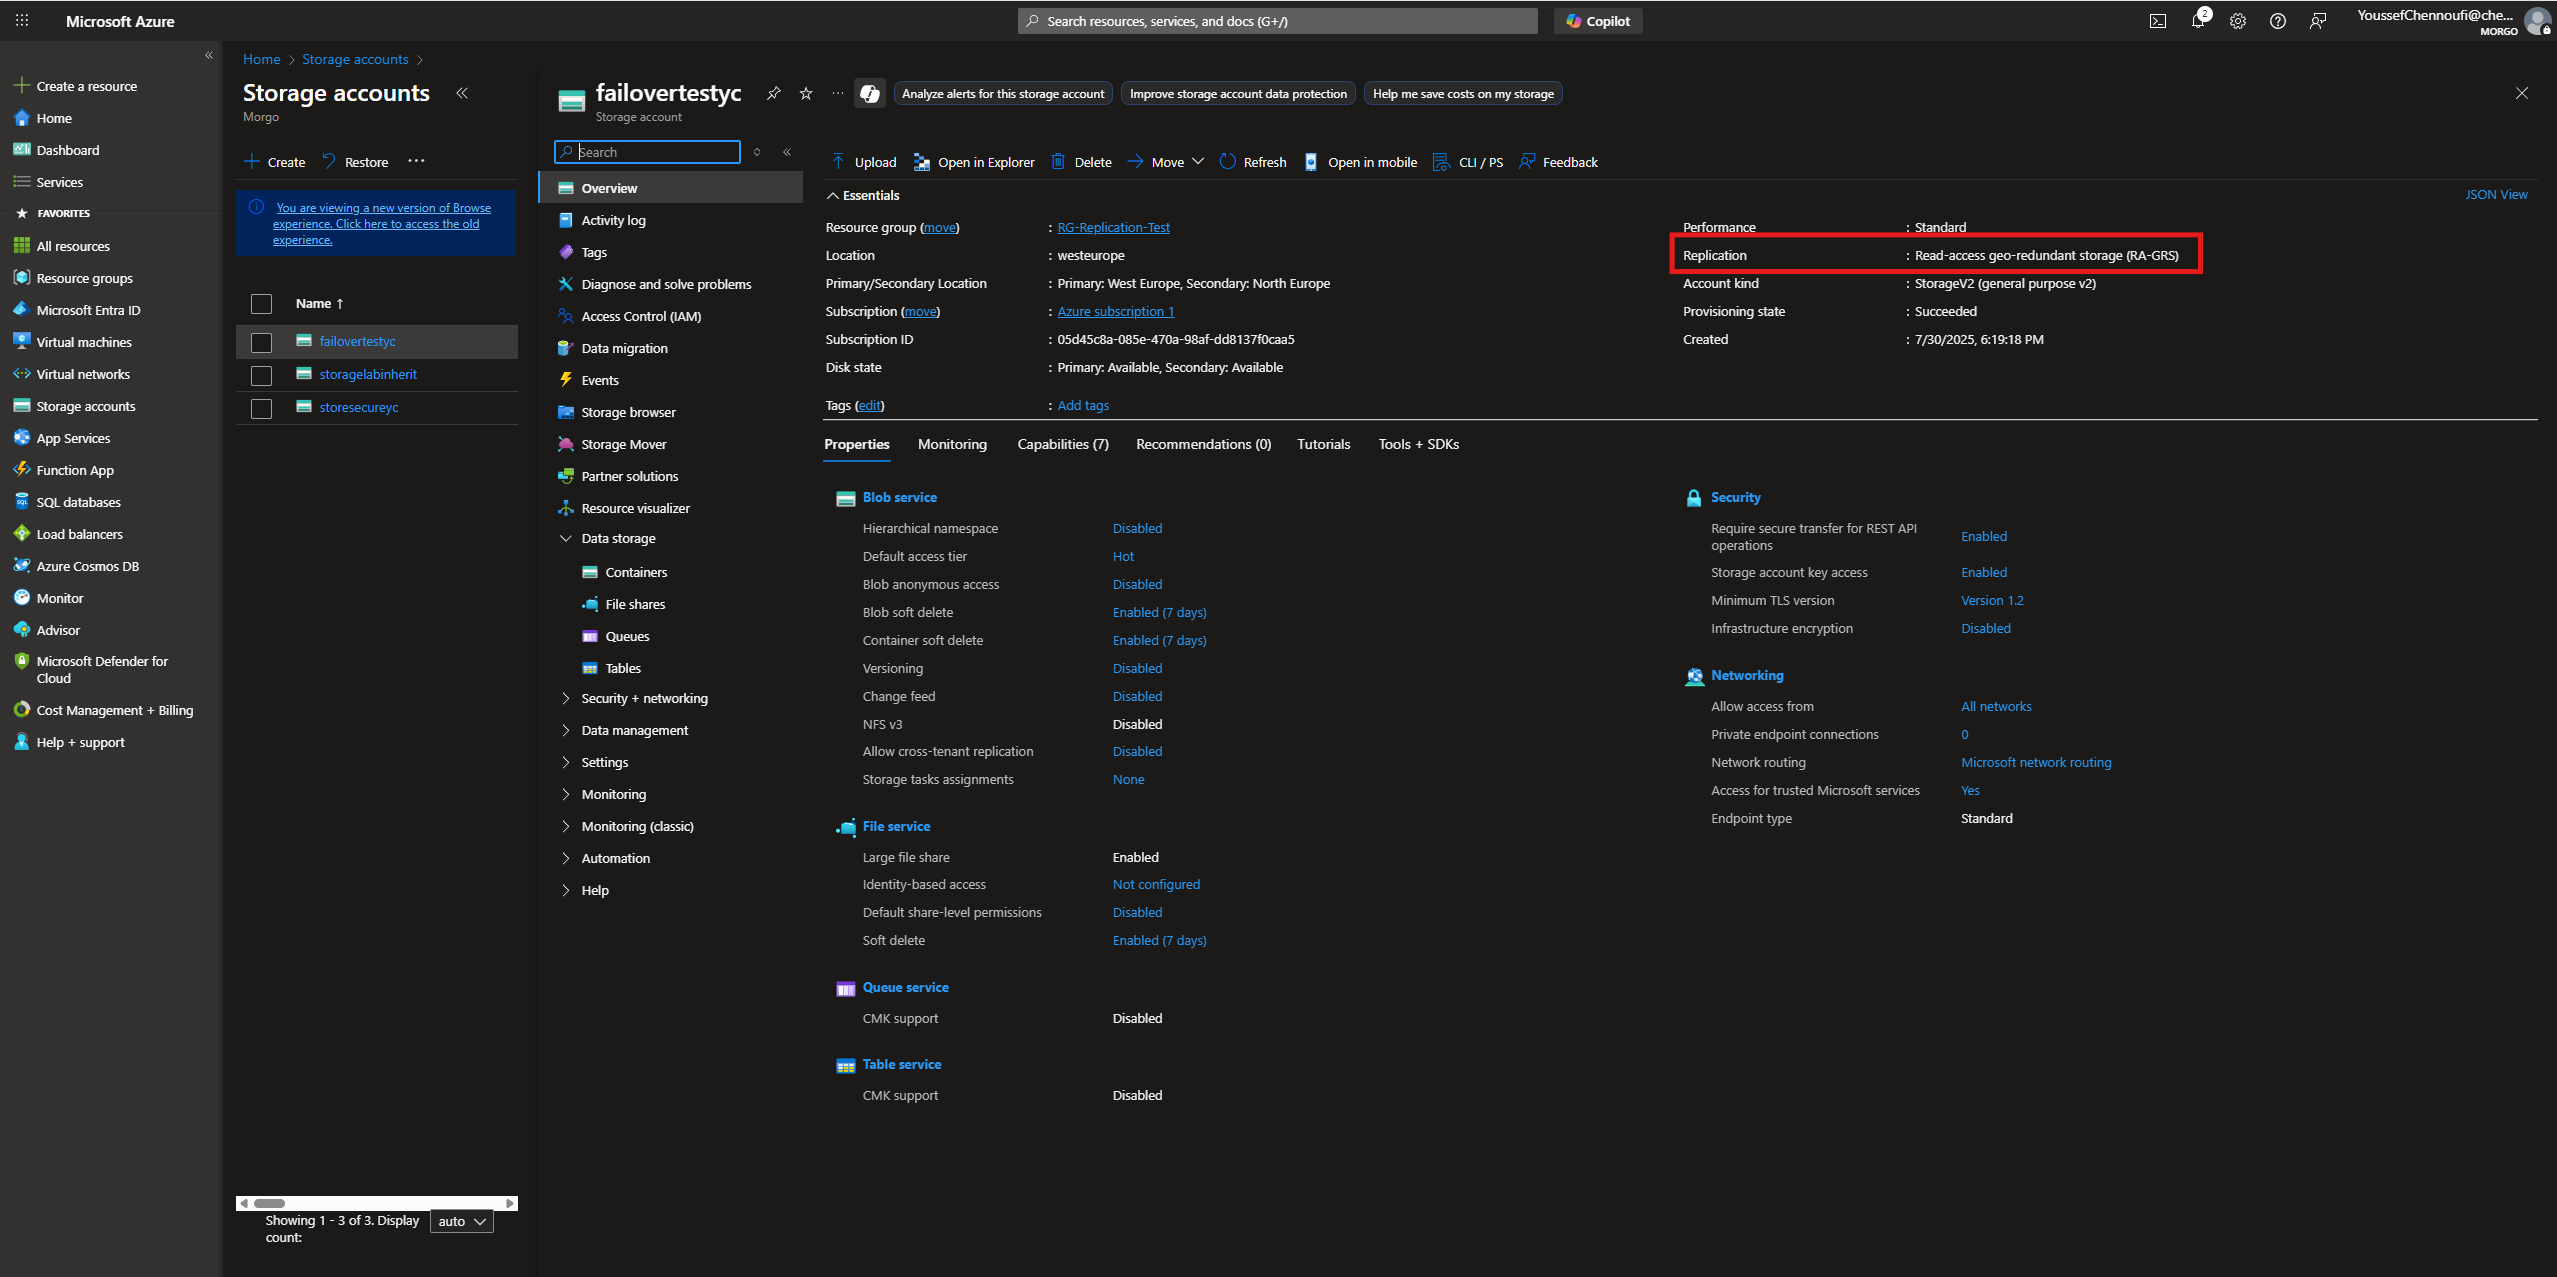 Microsoft Azure
Search resources, services, and docs (G+/)
Copilot
2
YoussefChennoufi@che...
MORGO
Create a resource
Home
Dashboard
Services
FAVORITES
All resources
Resource groups
Microsoft Entra ID
Virtual machines
Virtual networks
Storage accounts
App Services
Function App
SQL databases
Load balancers
Azure Cosmos DB
Monitor
Advisor
Microsoft Defender for
Cloud
Cost Management + Billing
Help + support
Home > Storage accounts >
Storage accounts
Morgo
Create
Restore
You are viewing a new version of Browse
experience. Click here to access the old
experience.
Name ↑
failovertestyc
storagelabinherit
storesecureyc
Showing 1 - 3 of 3. Display
count:
auto
failovertestyc
Storage account
Analyze alerts for this storage account
Improve storage account data protection
Help me save costs on my storage
Search
Overview
Activity log
Tags
Diagnose and solve problems
Access Control (IAM)
Data migration
Events
Storage browser
Storage Mover
Partner solutions
Resource visualizer
Data storage
Containers
File shares
Queues
Tables
Security + networking
Data management
Settings
Monitoring
Monitoring (classic)
Automation
Help
Upload
Open in Explorer
Delete
Move
Refresh
Open in mobile
CLI / PS
Feedback
Essentials
JSON View
Resource group (move) : RG-Replication-Test
Location : westeurope
Primary/Secondary Location : Primary: West Europe, Secondary: North Europe
Subscription (move) : Azure subscription 1
Subscription ID : 05d45c8a-085e-470a-98af-dd8137f0caa5
Disk state : Primary: Available, Secondary: Available
Tags (edit) : Add tags
Performance : Standard
Replication : Read-access geo-redundant storage (RA-GRS)
Account kind : StorageV2 (general purpose v2)
Provisioning state : Succeeded
Created : 7/30/2025, 6:19:18 PM
Properties
Monitoring
Capabilities (7)
Recommendations (0)
Tutorials
Tools + SDKs
Blob service
Hierarchical namespace Disabled
Default access tier Hot
Blob anonymous access Disabled
Blob soft delete Enabled (7 days)
Container soft delete Enabled (7 days)
Versioning Disabled
Change feed Disabled
NFS v3 Disabled
Allow cross-tenant replication Disabled
Storage tasks assignments None
File service
Large file share Enabled
Identity-based access Not configured
Default share-level permissions Disabled
Soft delete Enabled (7 days)
Queue service
CMK support Disabled
Table service
CMK support Disabled
Security
Require secure transfer for REST API
operations Enabled
Storage account key access Enabled
Minimum TLS version Version 1.2
Infrastructure encryption Disabled
Networking
Allow access from All networks
Private endpoint connections 0
Network routing Microsoft network routing
Access for trusted Microsoft services Yes
Endpoint type Standard